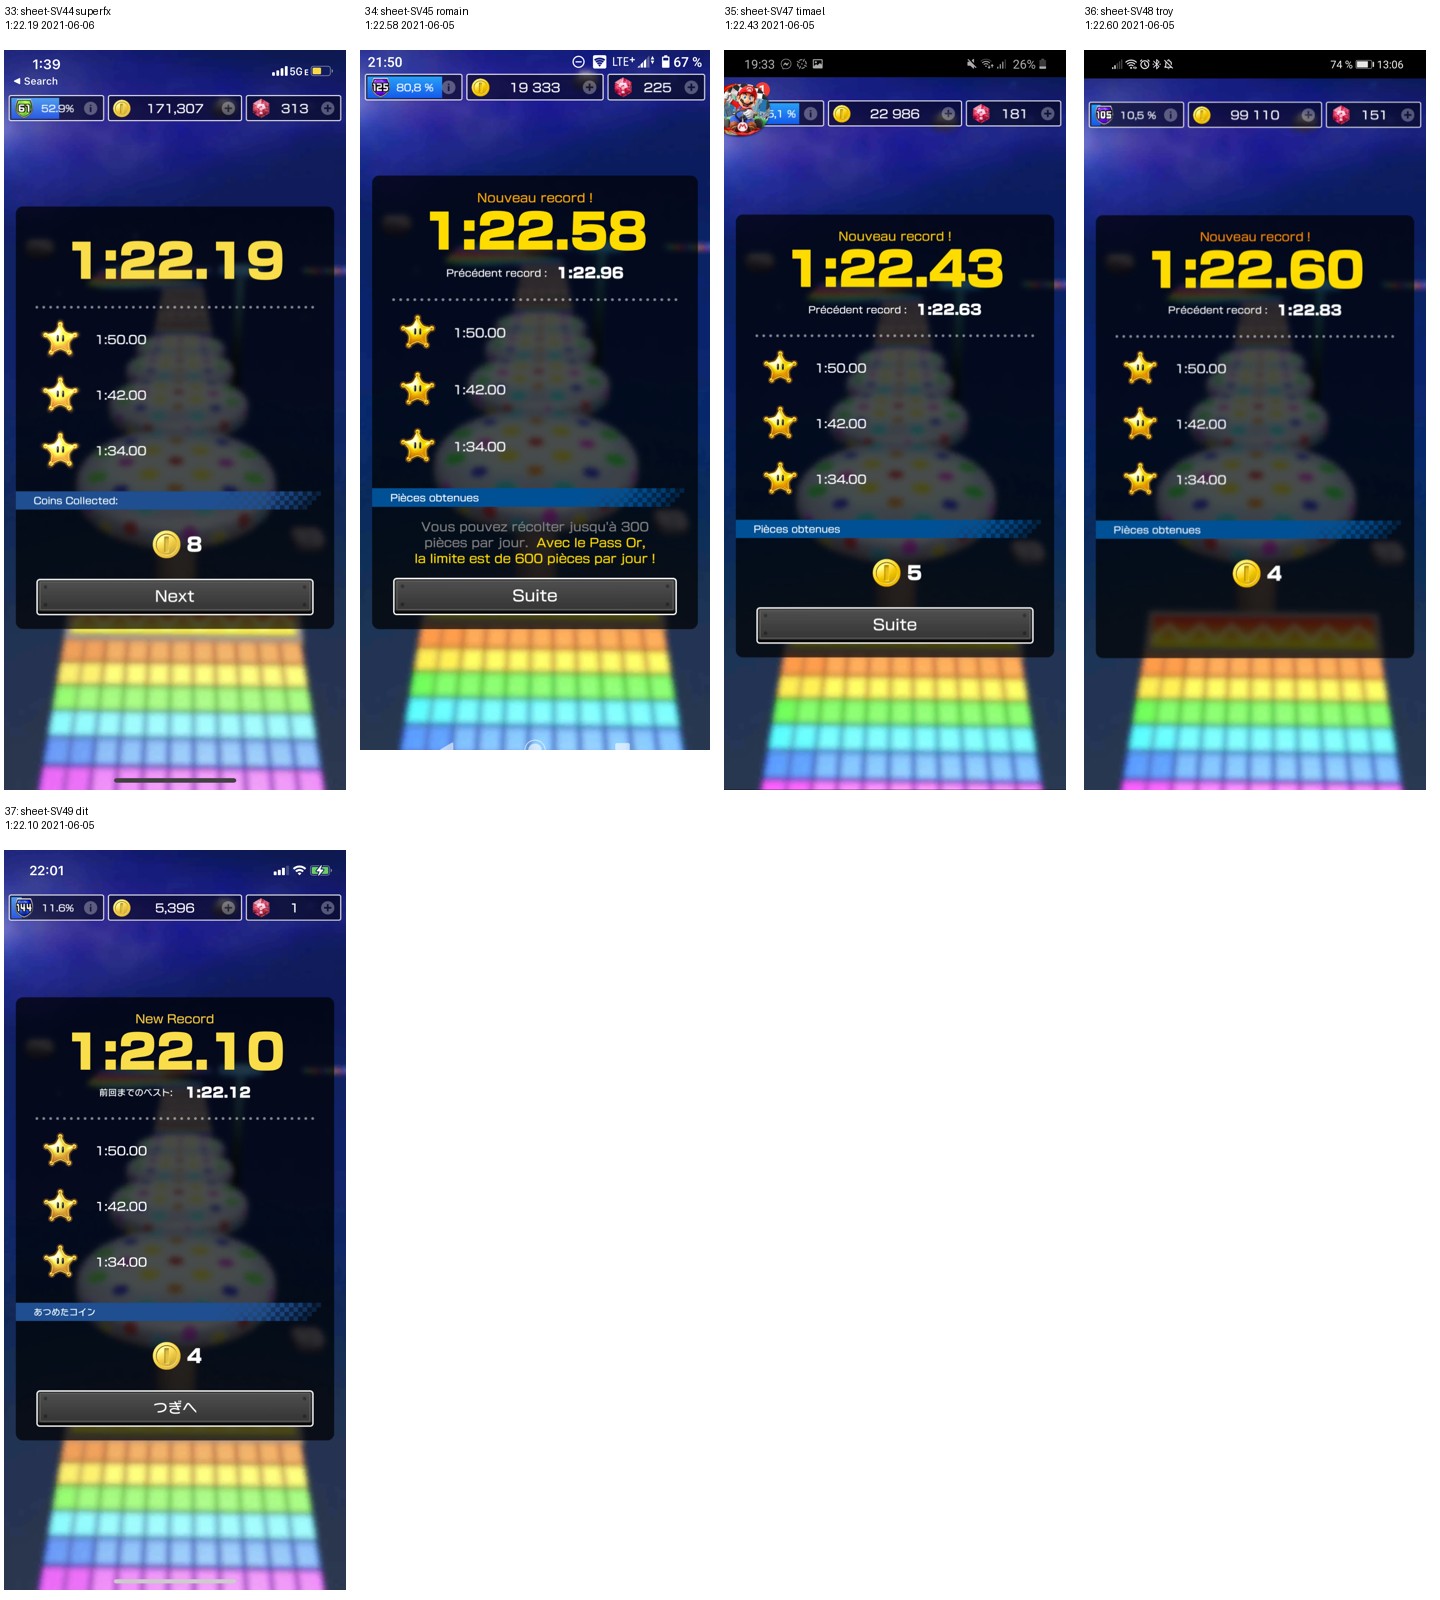 33: sheet-SV44 superfx
1:22.19 2021-06-06
1:39
5G E
Search
61 52.9% 171,307 313
1:22.19
1:50.00
1:42.00
1:34.00
Coins Collected:
8
Next
34: sheet-SV45 romain
1:22.58 2021-06-05
21:50 LTE+ 67 %
125 80,8 % 19 333 225
Nouveau record !
1:22.58
Précédent record : 1:22.96
1:50.00
1:42.00
1:34.00
Pièces obtenues
Vous pouvez récolter jusqu'à 300
pièces par jour. Avec le Pass Or,
la limite est de 600 pièces par jour !
Suite
35: sheet-SV47 timael
1:22.43 2021-06-05
19:33 26%
1
5,1 % 22 986 181
Nouveau record !
1:22.43
Précédent record : 1:22.63
1:50.00
1:42.00
1:34.00
Pièces obtenues
5
Suite
36: sheet-SV48 troy
1:22.60 2021-06-05
74 % 13:06
105 10,5 % 99 110 151
Nouveau record !
1:22.60
Précédent record : 1:22.83
1:50.00
1:42.00
1:34.00
Pièces obtenues
4
37: sheet-SV49 dit
1:22.10 2021-06-05
22:01
144 11.6% 5,396 1
New Record
1:22.10
前回までのベスト: 1:22.12
1:50.00
1:42.00
1:34.00
あつめたコイン
4
つぎへ